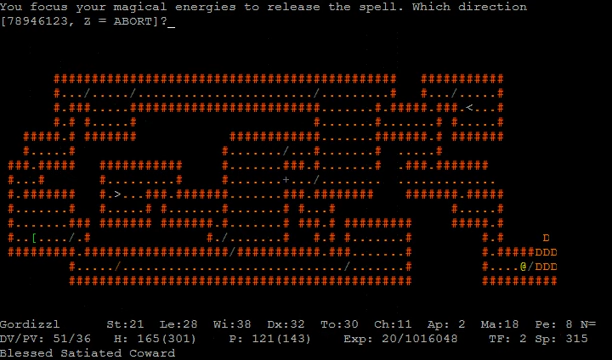 You focus your magical energies to release the spell. Which direction
[78946123, Z = ABORT]?_
Gordizzl St:21 Le:28 Wi:38 Dx:32 To:30 Ch:11 Ap: 2 Ma:18 Pe: 8 N=
DV/PV: 51/36 H: 165(301) P: 121(143) Exp: 20/1016048 TF: 2 Sp: 315
Blessed Satiated Coward